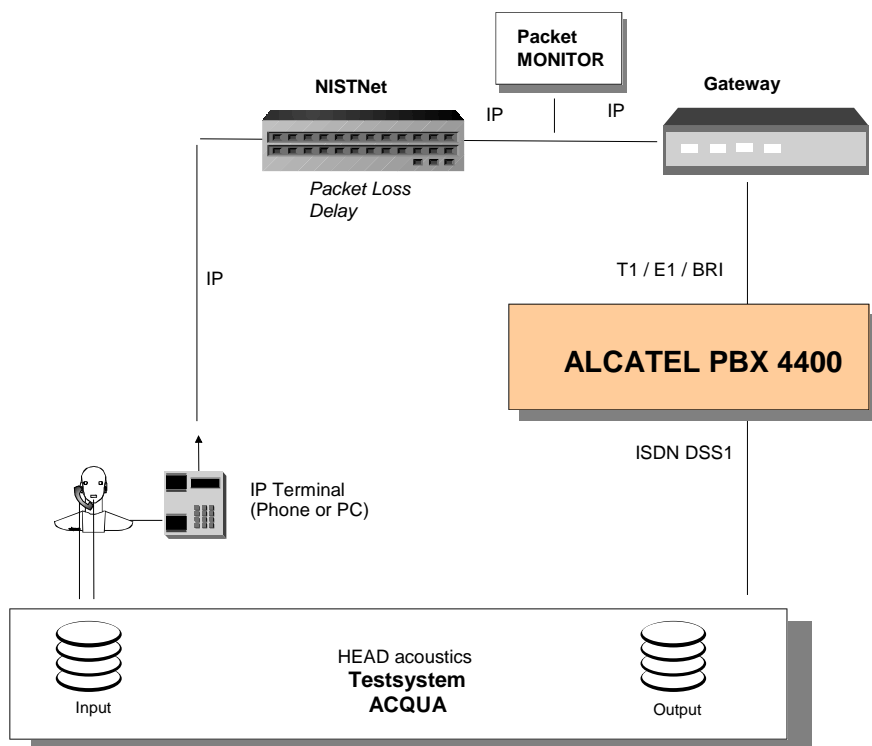 Packet
MONITOR
NISTNet
Gateway
IP
IP
Packet Loss
Delay
IP
T1 / E1 / BRI
ALCATEL PBX 4400
ISDN DSS1
IP Terminal
(Phone or PC)
HEAD acoustics
Testsystem
ACQUA
Input
Output